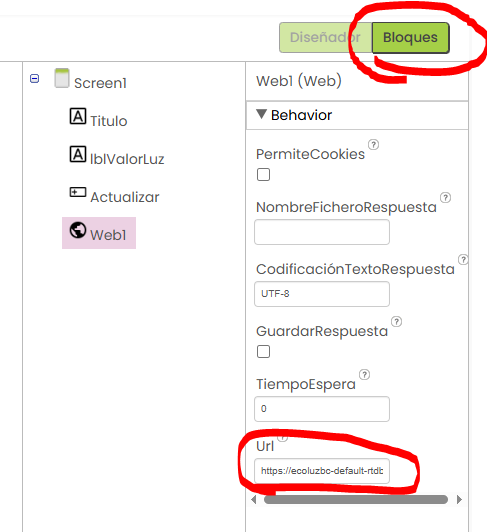 Diseñador
Bloques
Screen1
Titulo
lblValorLuz
Actualizar
Web1
Web1 (Web)
Behavior
PermiteCookies
NombreFicheroRespuesta
CodificaciónTextoRespuesta
UTF-8
GuardarRespuesta
TiempoEspera
0
Url
https://ecoluzbc-default-rtdb